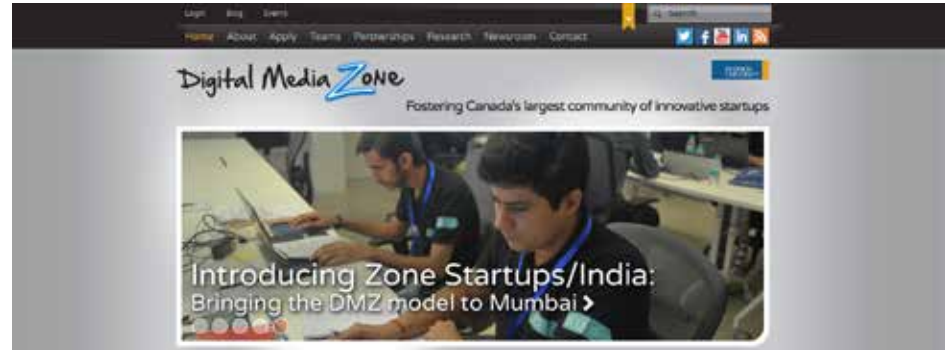 Login Blog Events
Search
Home About Apply Teams Partnerships Research Newsroom Contact
Digital Media Zone
Fostering Canada's largest community of innovative startups
Introducing Zone Startups/India:
Bringing the DMZ model to Mumbai >